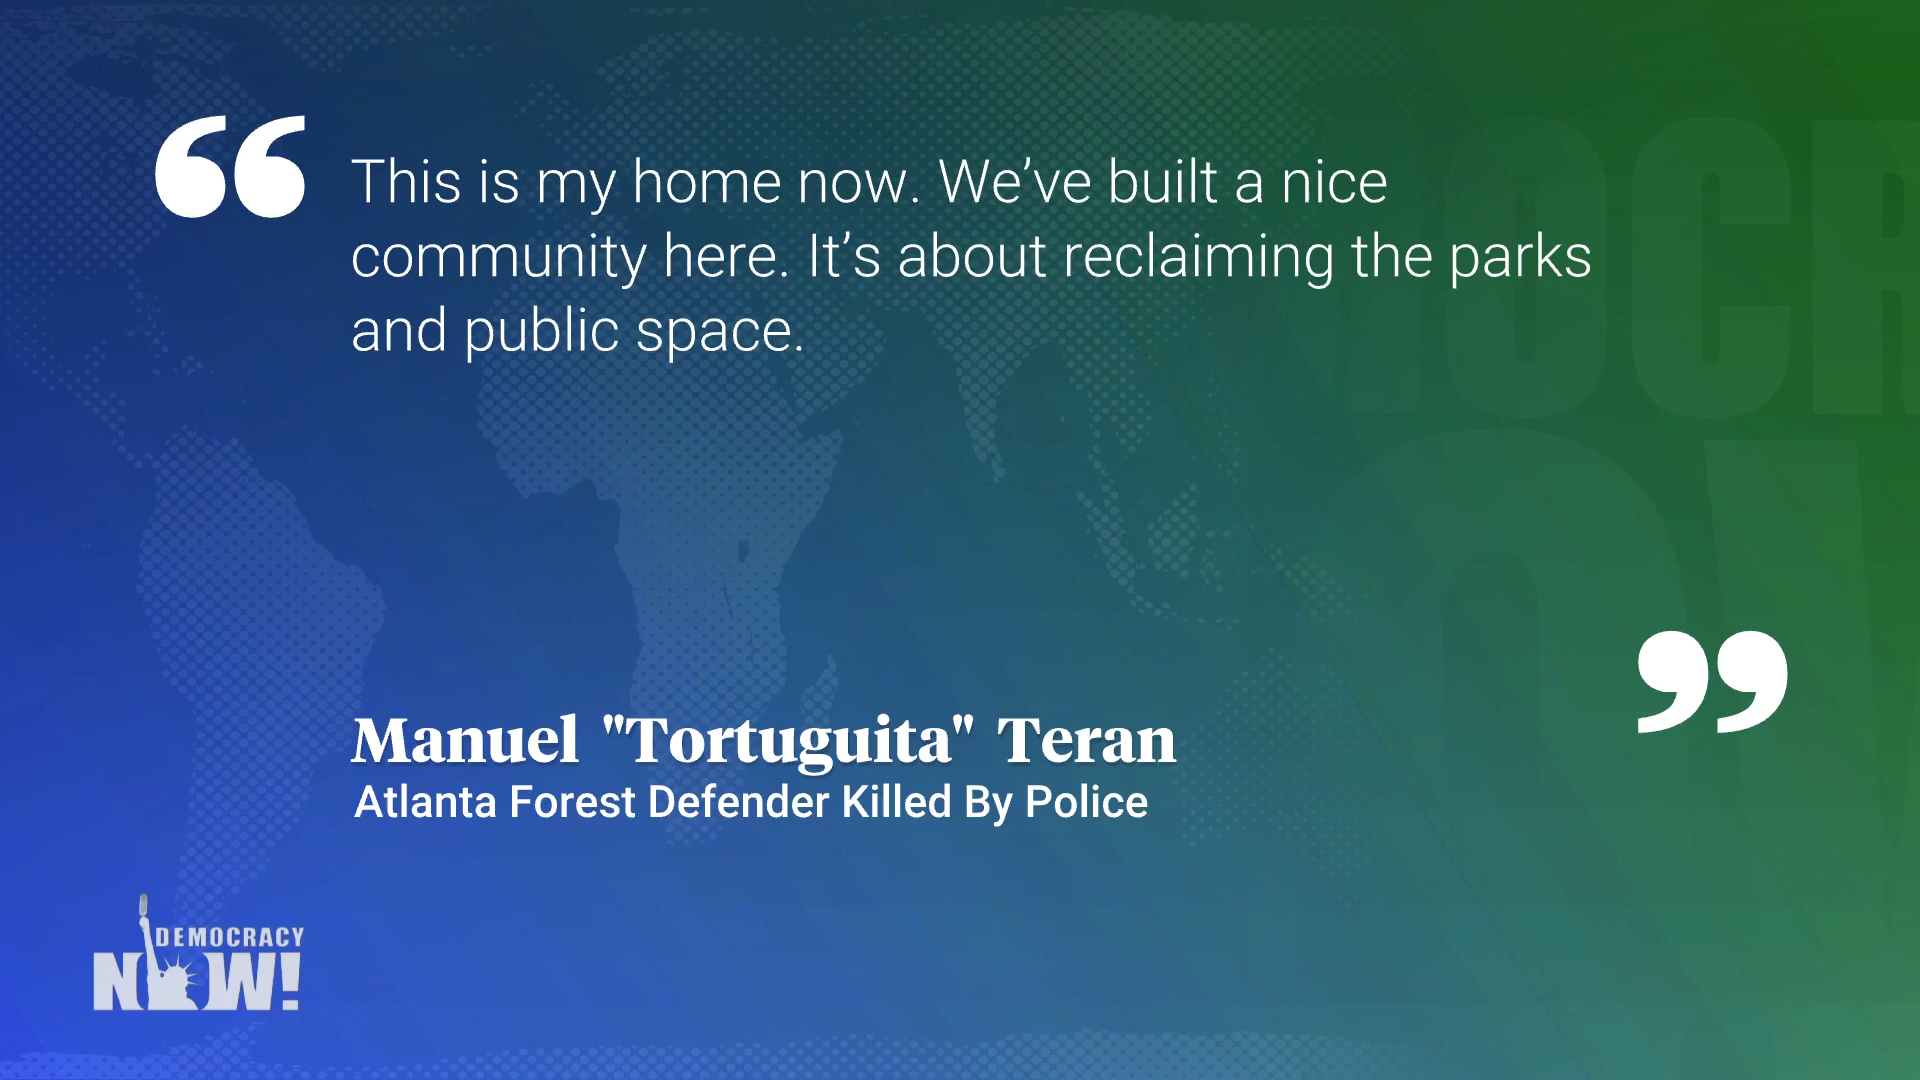 “
This is my home now. We’ve built a nice
community here. It’s about reclaiming the parks
and public space.
”
Manuel "Tortuguita" Teran
Atlanta Forest Defender Killed By Police
DEMOCRACY
NOW!